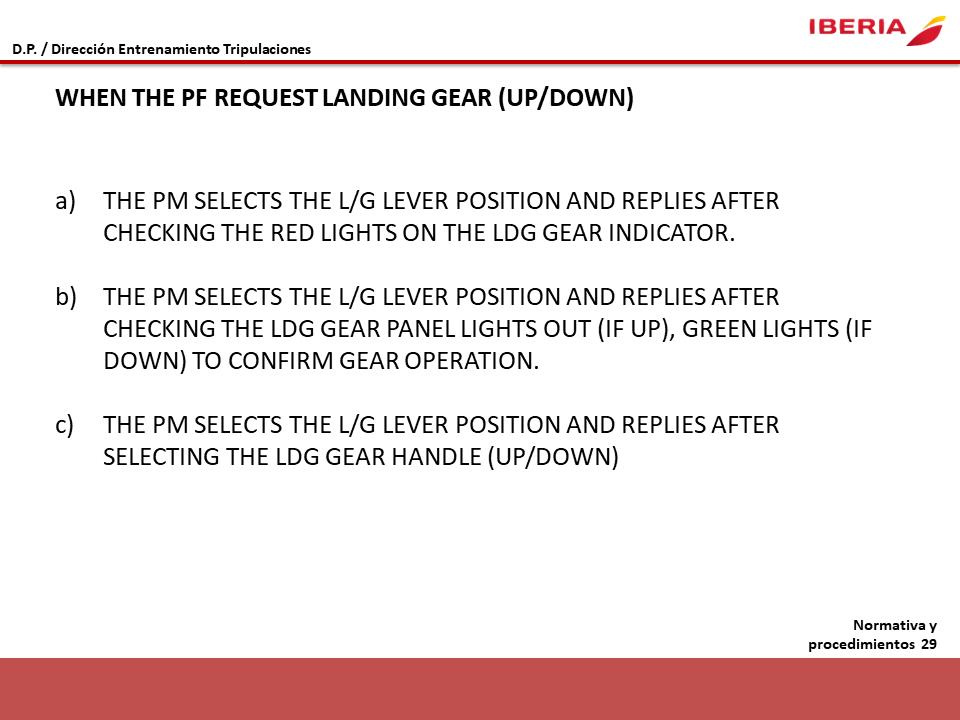 IBERIA
D.P. / Dirección Entrenamiento Tripulaciones
WHEN THE PF REQUEST LANDING GEAR (UP/DOWN)
a) THE PM SELECTS THE L/G LEVER POSITION AND REPLIES AFTER
CHECKING THE RED LIGHTS ON THE LDG GEAR INDICATOR.
b) THE PM SELECTS THE L/G LEVER POSITION AND REPLIES AFTER
CHECKING THE LDG GEAR PANEL LIGHTS OUT (IF UP), GREEN LIGHTS (IF
DOWN) TO CONFIRM GEAR OPERATION.
c) THE PM SELECTS THE L/G LEVER POSITION AND REPLIES AFTER
SELECTING THE LDG GEAR HANDLE (UP/DOWN)
Normativa y
procedimientos 29